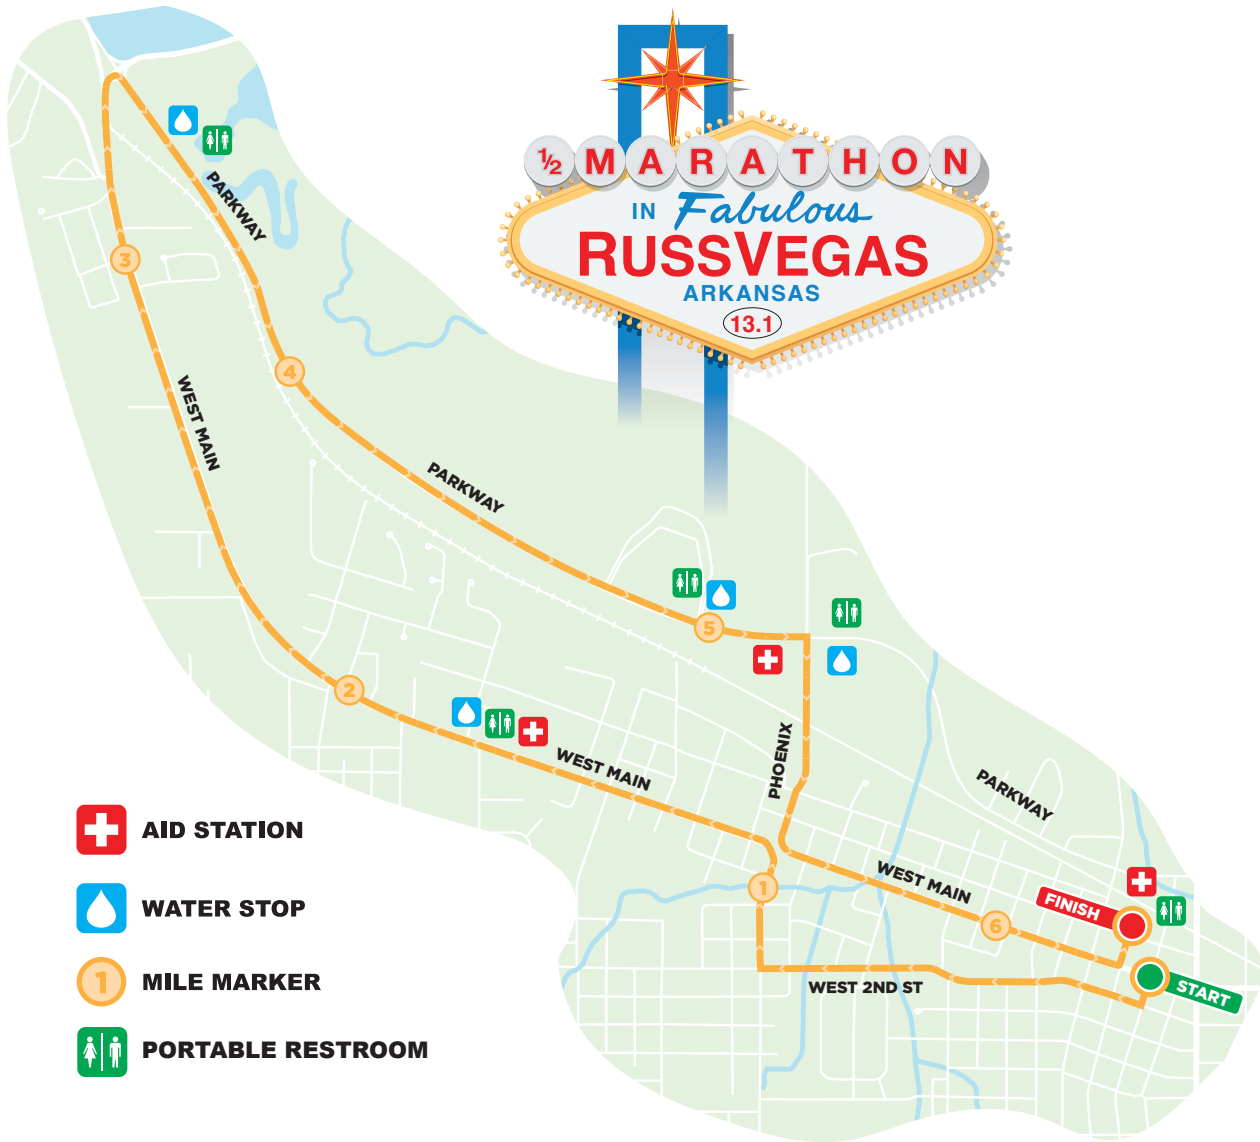 ½ MARATHON
IN Fabulous
RUSSVEGAS
ARKANSAS
13.1
PARKWAY
3
4
WEST MAIN
PARKWAY
5
2
WEST MAIN
PHOENIX
PARKWAY
1
WEST MAIN
6
FINISH
START
WEST 2ND ST
AID STATION
WATER STOP
1 MILE MARKER
PORTABLE RESTROOM